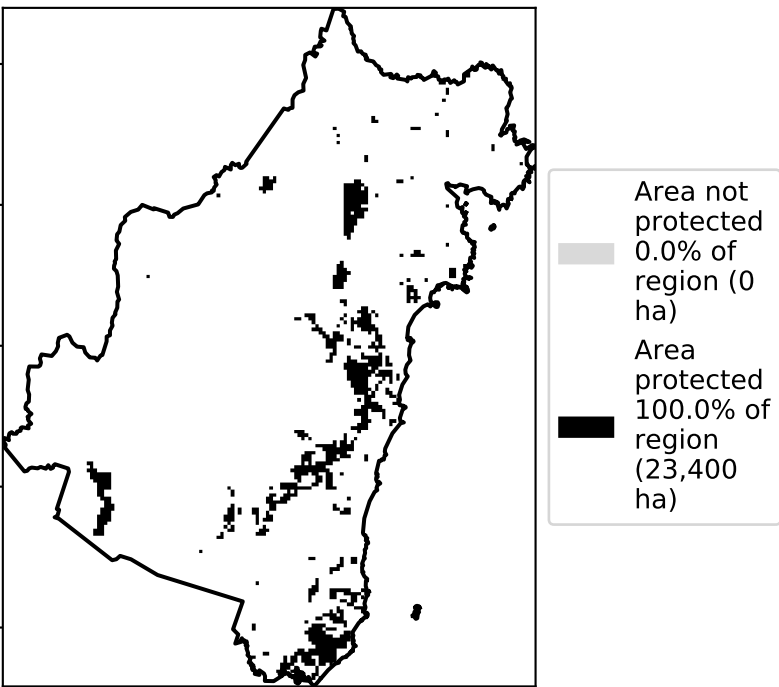 Area not
protected
0.0% of
region (0
ha)
Area
protected
100.0% of
region
(23,400
ha)